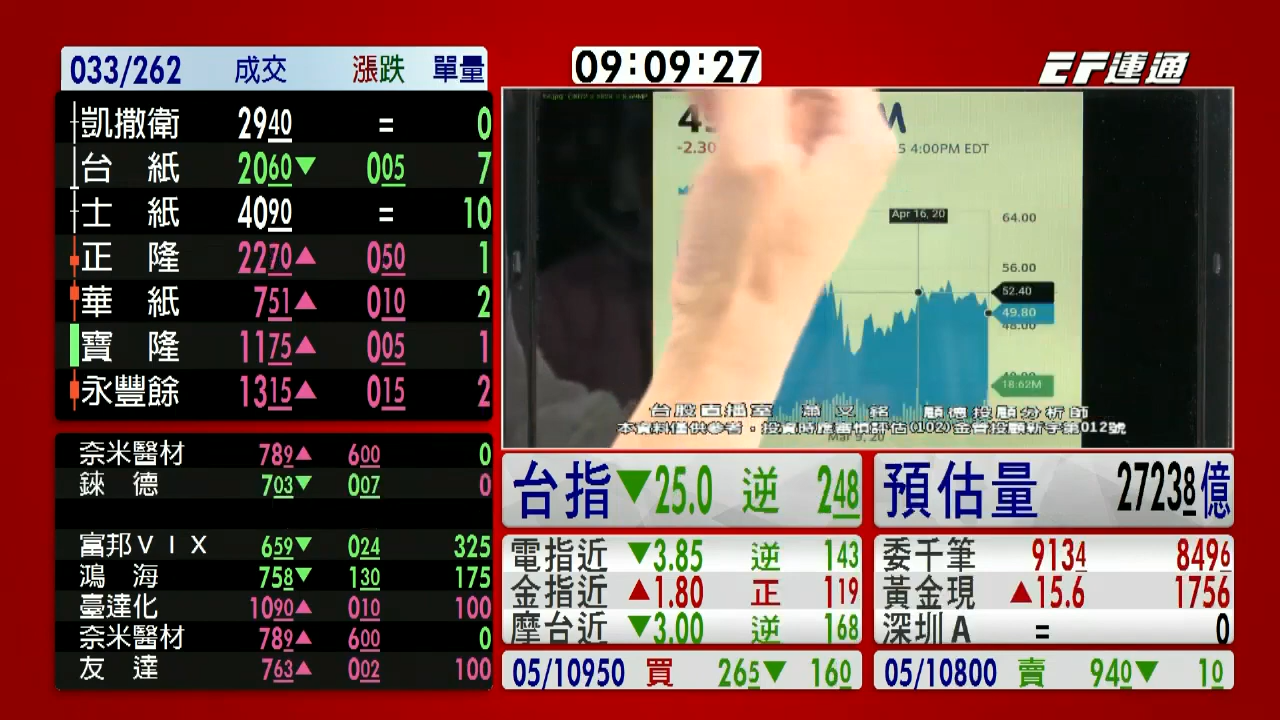 033/262 成交 漲跌 單量
凱撒衛 2940 = 0
台紙 2060▼ 005 7
士紙 4090 = 10
正隆 2270▲ 050 1
華紙 751▲ 010 2
寶隆 1175▲ 005 1
永豐餘 1315▲ 015 2
奈米醫材 789▲ 600 0
錸德 703▼ 007 0
富邦ＶＩＸ 659▼ 024 325
鴻海 758▼ 130 175
臺達化 1090▲ 010 100
奈米醫材 789▲ 600 0
友達 763▲ 002 100
09:09:27
EF運通
-2.30
5 4:00PM EDT
Apr 16, 20
64.00
56.00
52.40
49.80
48.00
18.62M
台股直播室 蕭又銘 顧德投顧分析師
本資料僅供參考，投資時應審慎評估(102)金管投顧新字第012號
Mar 9, 20
台指▼25.0 逆 248
電指近 ▼3.85 逆 143
金指近 ▲1.80 正 119
摩台近 ▼3.00 逆 168
05/10950 買 265▼ 160
預估量 27238億
委千筆 9134 8496
黃金現 ▲15.6 1756
深圳A = 0
05/10800 賣 940▼ 10